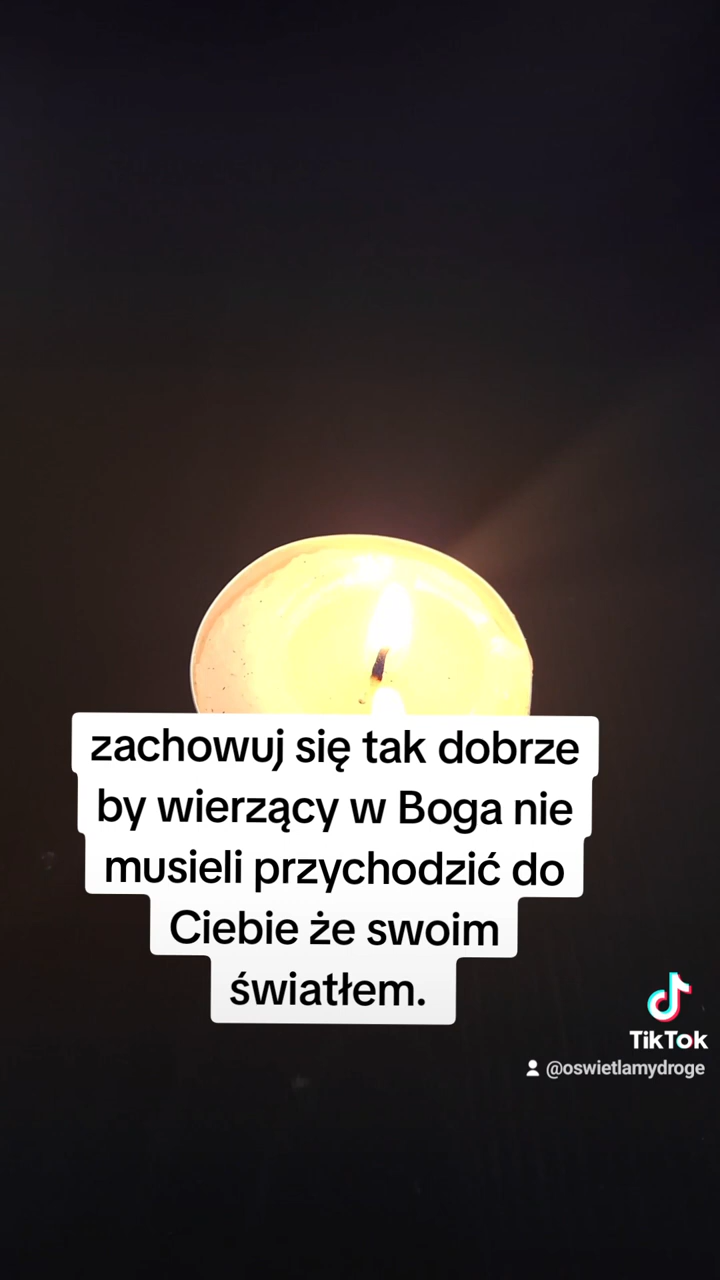 zachowuj się tak dobrze
by wierzący w Boga nie
musieli przychodzić do
Ciebie że swoim
światłem.
TikTok
@oswietlamydroge